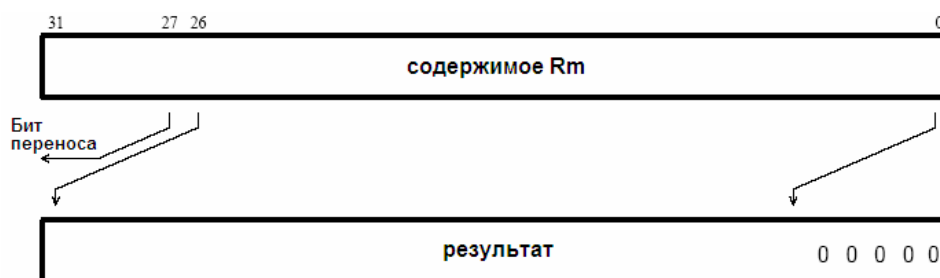 31 27 26 0
содержимое Rm
Бит
переноса
результат
0 0 0 0 0